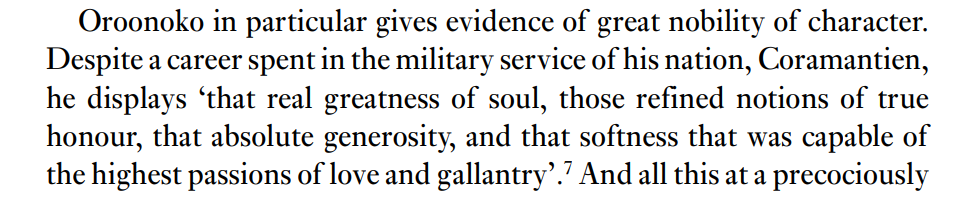 Oroonoko in particular gives evidence of great nobility of character.
Despite a career spent in the military service of his nation, Coramantien,
he displays ‘that real greatness of soul, those refined notions of true
honour, that absolute generosity, and that softness that was capable of
the highest passions of love and gallantry’.7 And all this at a precociously